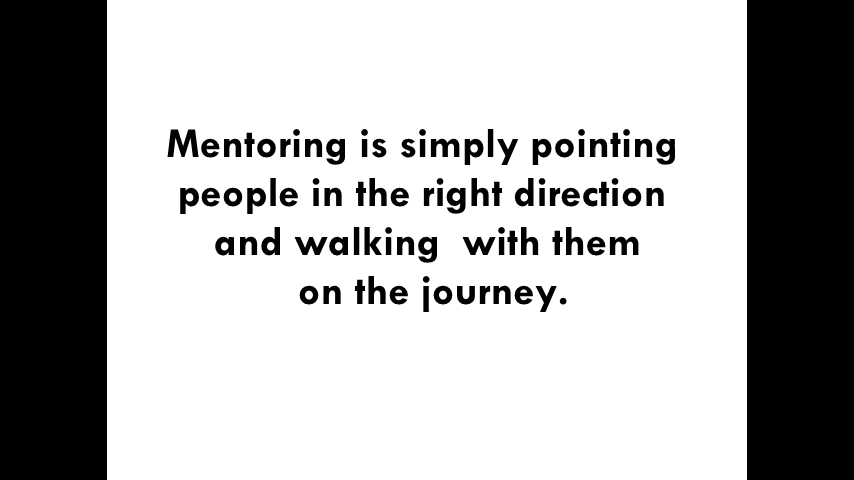 Mentoring is simply pointing
people in the right direction
and walking  with them
on the journey.